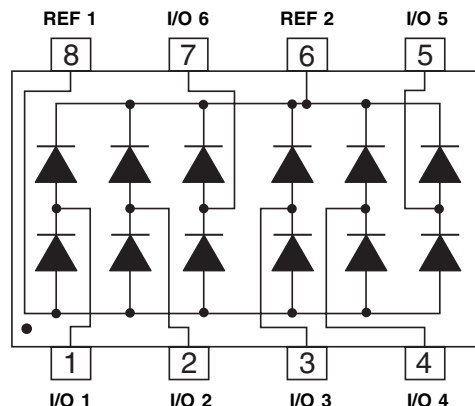 REF 1 I/O 6 REF 2 I/O 5
8 7 6 5
1 2 3 4
I/O 1 I/O 2 I/O 3 I/O 4